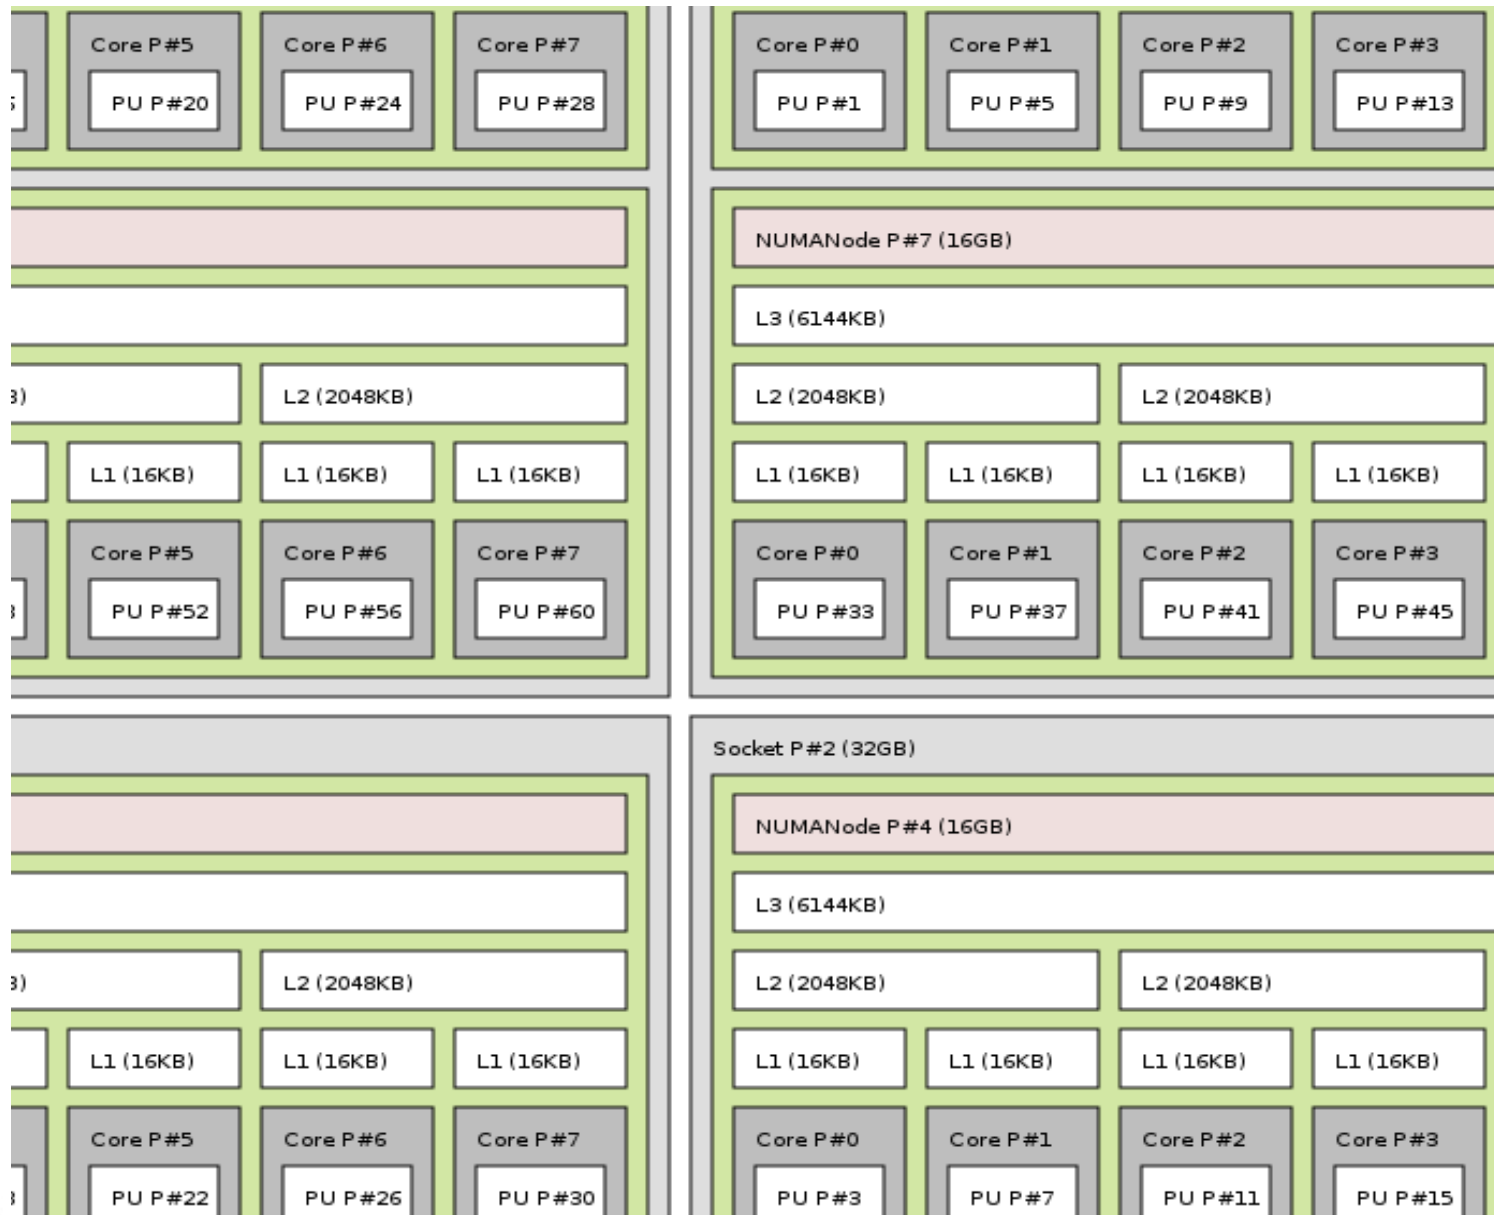 Core P#5 Core P#6 Core P#7 Core P#0 Core P#1 Core P#2 Core P#3
PU P#20 PU P#24 PU P#28 PU P#1 PU P#5 PU P#9 PU P#13
NUMANode P#7 (16GB)
L3 (6144KB)
L2 (2048KB) L2 (2048KB) L2 (2048KB)
L1 (16KB) L1 (16KB) L1 (16KB) L1 (16KB) L1 (16KB) L1 (16KB) L1 (16KB)
Core P#5 Core P#6 Core P#7 Core P#0 Core P#1 Core P#2 Core P#3
PU P#52 PU P#56 PU P#60 PU P#33 PU P#37 PU P#41 PU P#45
Socket P#2 (32GB)
NUMANode P#4 (16GB)
L3 (6144KB)
L2 (2048KB) L2 (2048KB) L2 (2048KB)
L1 (16KB) L1 (16KB) L1 (16KB) L1 (16KB) L1 (16KB) L1 (16KB) L1 (16KB)
Core P#5 Core P#6 Core P#7 Core P#0 Core P#1 Core P#2 Core P#3
PU P#22 PU P#26 PU P#30 PU P#3 PU P#7 PU P#11 PU P#15